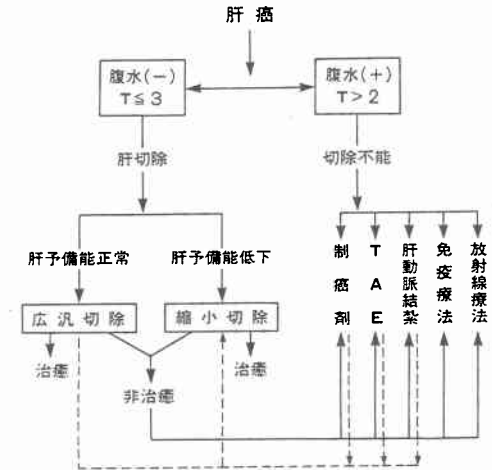 肝癌
腹水(−)
T≦3
腹水(+)
T>2
肝切除
切除不能
肝予備能正常
肝予備能低下
制癌剤
TAE
肝動脈結紮
免疫療法
放射線療法
広汎切除
縮小切除
治癒
非治癒
治癒